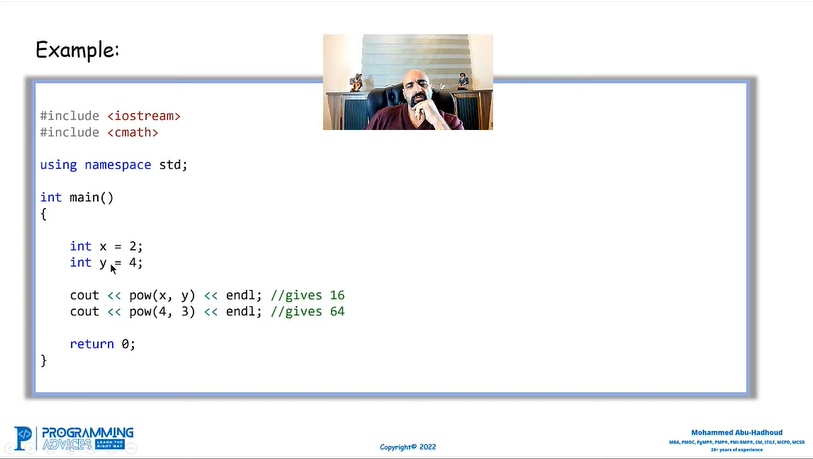 Example:
#include <iostream>
#include <cmath>
using namespace std;
int main()
{
int x = 2;
int y = 4;
cout << pow(x, y) << endl; //gives 16
cout << pow(4, 3) << endl; //gives 64
return 0;
}
PROGRAMMING
ADVICES LEARN THE RIGHT WAY
Copyright© 2022
Mohammed Abu-Hadhoud
MBA, PMOC, PgMP®, PMP®, PMI-RMP®, CM, ITILF, MCPD, MCSD
26+ years of experience